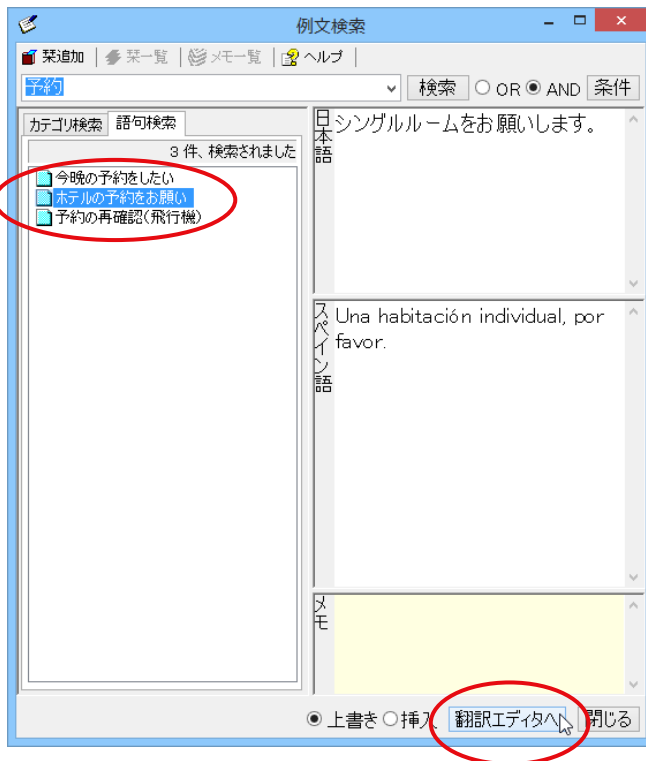 例文検索
栞追加 栞一覧 メモ一覧 ヘルプ
予約 検索 OR AND 条件
カテゴリ検索 語句検索
3 件、検索されました
今晩の予約をしたい
ホテルの予約をお願い
予約の再確認(飛行機)
日本語
シングルルームをお願いします。
スペイン語
Una habitación individual, por
favor.
メモ
上書き 挿入 翻訳エディタへ 閉じる